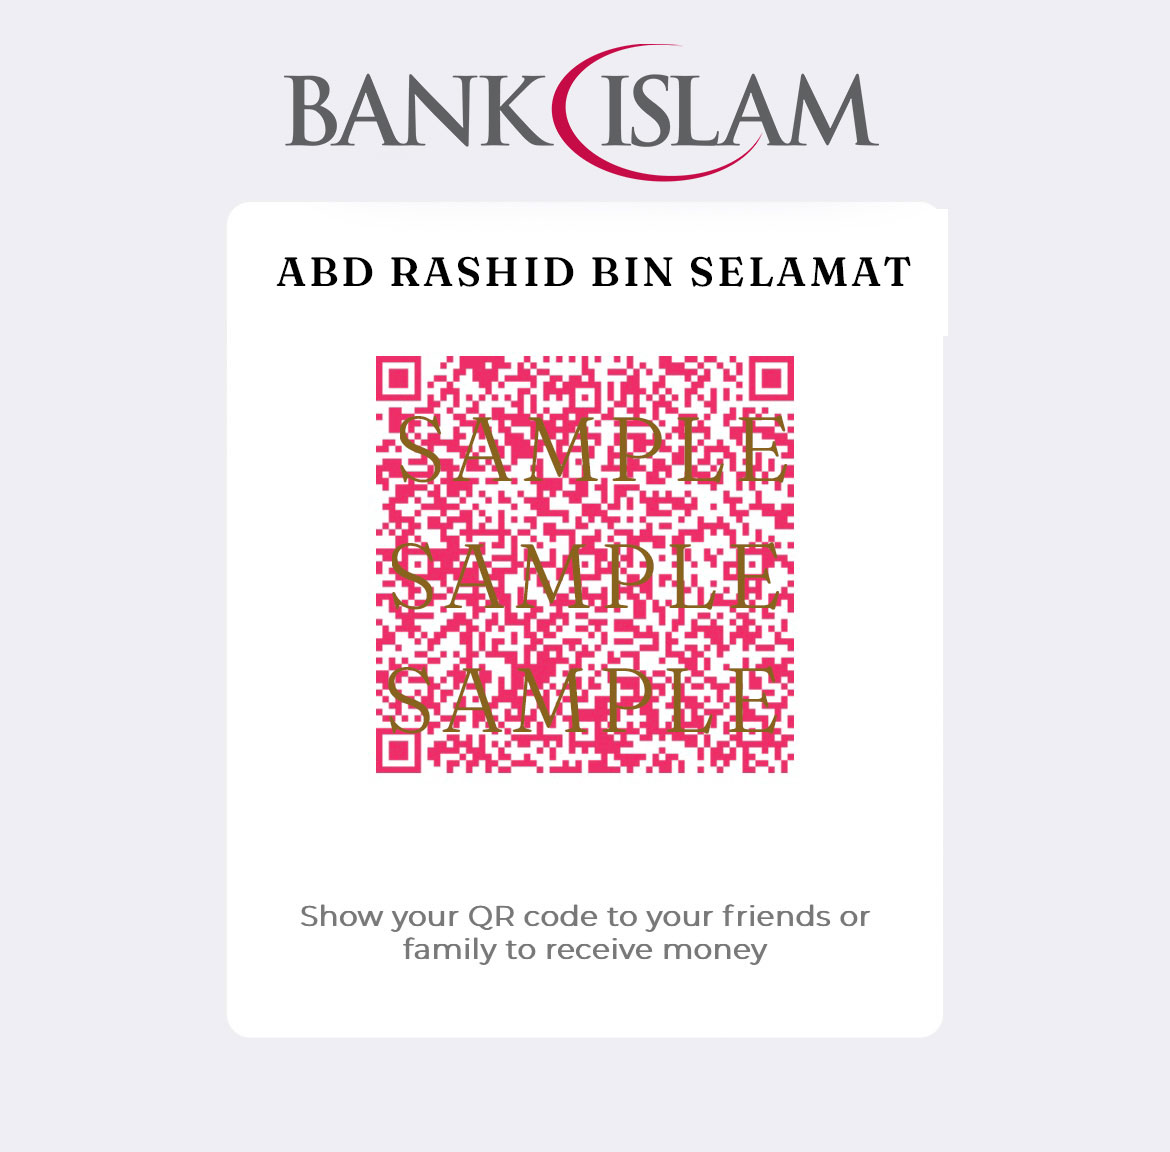 BANK ISLAM
ABD RASHID BIN SELAMAT
SAMPLE
SAMPLE
SAMPLE
Show your QR code to your friends or
family to receive money